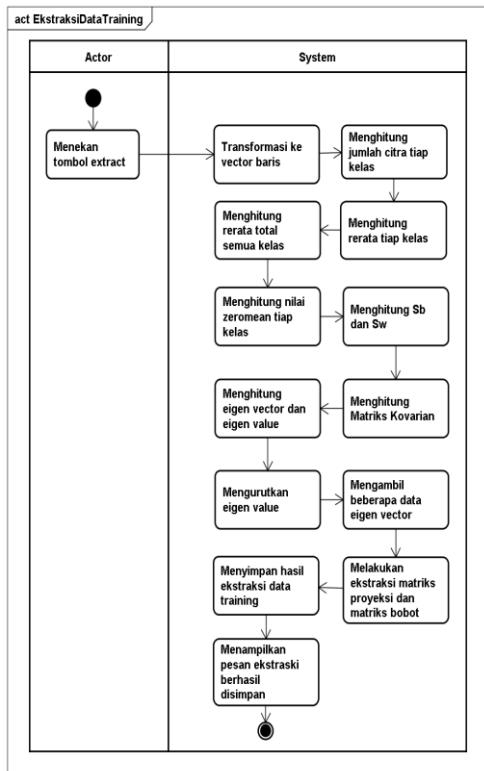 act EkstraksiDataTraining
Actor
System
Menekan
tombol extract
Transformasi ke
vector baris
Menghitung
jumlah citra tiap
kelas
Menghitung
rerata tiap kelas
Menghitung
rerata total
semua kelas
Menghitung nilai
zeromean tiap
kelas
Menghitung Sb
dan Sw
Menghitung
Matriks Kovarian
Menghitung
eigen vector dan
eigen value
Mengurutkan
eigen value
Mengambil
beberapa data
eigen vector
Melakukan
ekstraksi matriks
proyeksi dan
matriks bobot
Menyimpan hasil
ekstraksi data
training
Menampilkan
pesan ekstraski
berhasil
disimpan